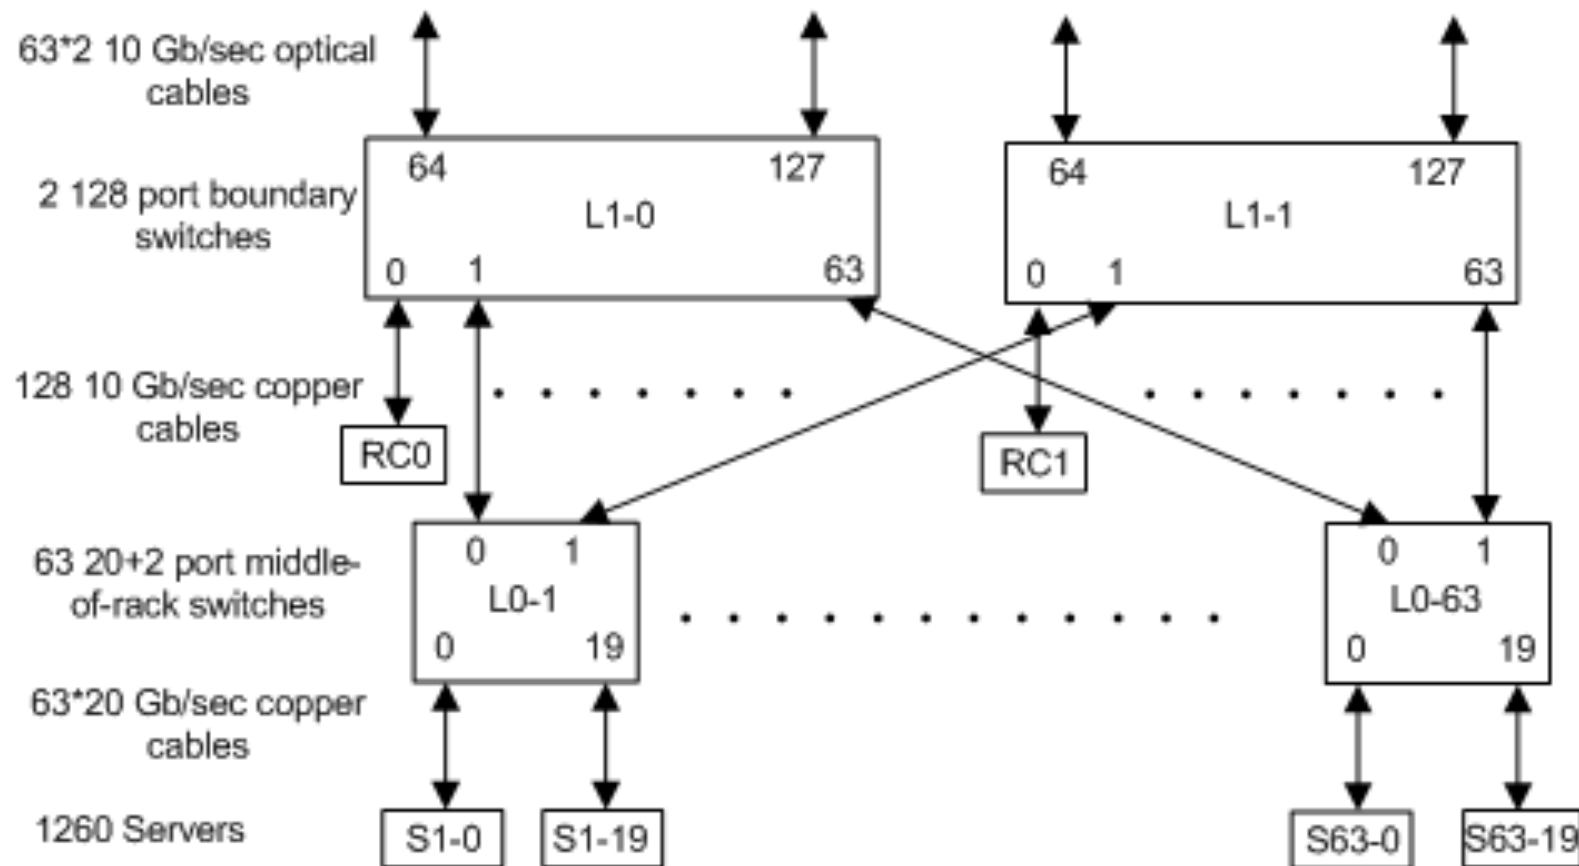 63*2 10 Gb/sec optical
cables
64
127
64
127
2 128 port boundary
switches
L1-0
L1-1
0
1
63
0
1
63
128 10 Gb/sec copper
cables
RC0
RC1
63 20+2 port middle-
of-rack switches
0
1
0
1
L0-1
L0-63
0
19
0
19
63*20 Gb/sec copper
cables
1260 Servers
S1-0
S1-19
S63-0
S63-19